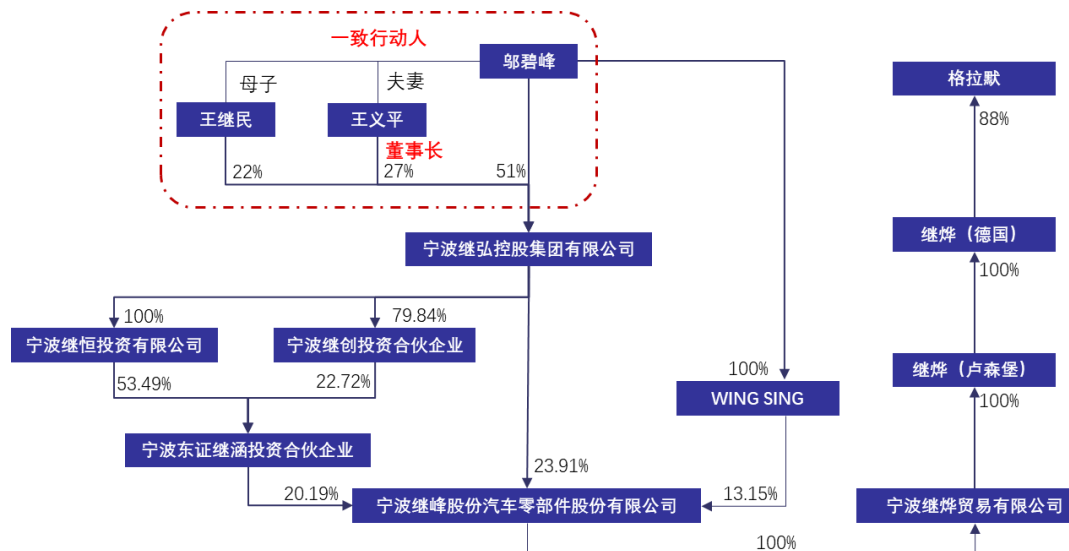 一致行动人
邬碧峰
母子
夫妻
格拉默
王继民
王义平
88%
董事长
22%
27%
51%
宁波继弘控股集团有限公司
继烨（德国）
100%
100%
79.84%
宁波继恒投资有限公司
宁波继创投资合伙企业
100%
继烨（卢森堡）
53.49%
22.72%
WING SING
100%
宁波东证继涵投资合伙企业
23.91%
20.19%
13.15%
宁波继峰股份汽车零部件股份有限公司
宁波继烨贸易有限公司
100%